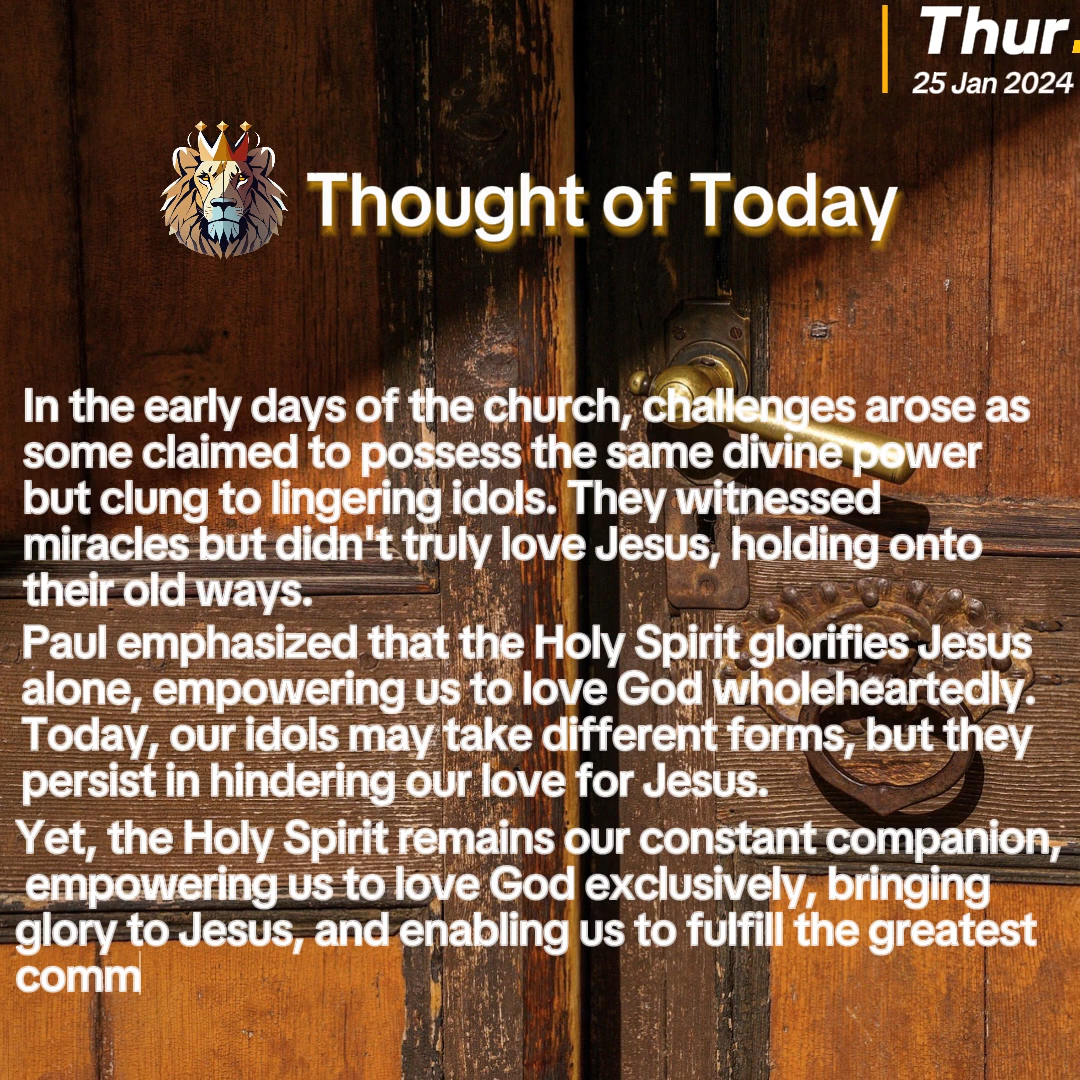 Thur.
25 Jan 2024
Thought of Today
In the early days of the church, challenges arose as
some claimed to possess the same divine power
but clung to lingering idols. They witnessed
miracles but didn't truly love Jesus, holding onto
their old ways.
Paul emphasized that the Holy Spirit glorifies Jesus
alone, empowering us to love God wholeheartedly.
Today, our idols may take different forms, but they
persist in hindering our love for Jesus.
Yet, the Holy Spirit remains our constant companion,
empowering us to love God exclusively, bringing
glory to Jesus, and enabling us to fulfill the greatest
comm